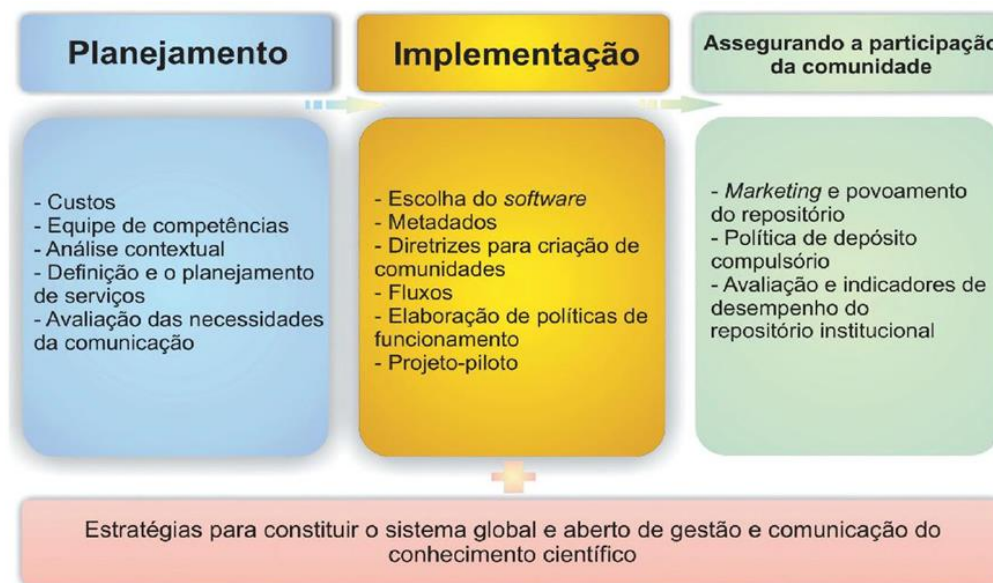 Planejamento
Implementação
Assegurando a participação
da comunidade
- Custos
- Equipe de competências
- Análise contextual
- Definição e o planejamento
de serviços
- Avaliação das necessidades
da comunicação
- Escolha do software
- Metadados
- Diretrizes para criação de
comunidades
- Fluxos
- Elaboração de políticas de
funcionamento
- Projeto-piloto
- Marketing e povoamento
do repositório
- Política de depósito
compulsório
- Avaliação e indicadores de
desempenho do
repositório institucional
Estratégias para constituir o sistema global e aberto de gestão e comunicação do
conhecimento científico